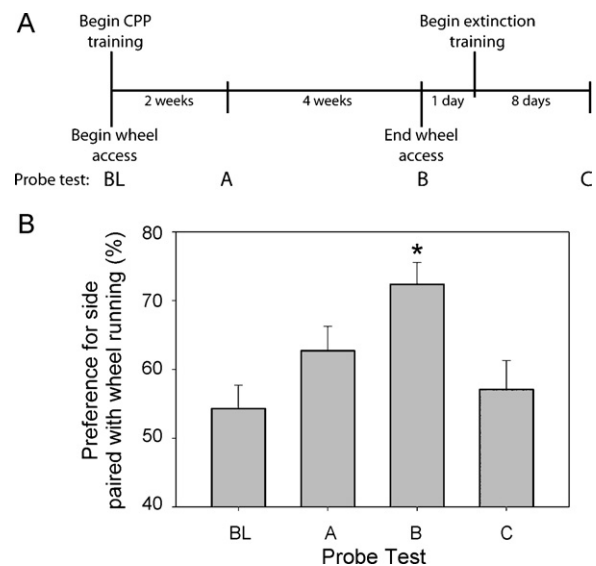 A
Begin CPP
training
Begin extinction
training
2 weeks
4 weeks
1 day
8 days
Begin wheel
access
End wheel
access
Probe test: BL A B C
B
Preference for side
paired with wheel running (%)
80
70
60
50
40
*
BL A B C
Probe Test